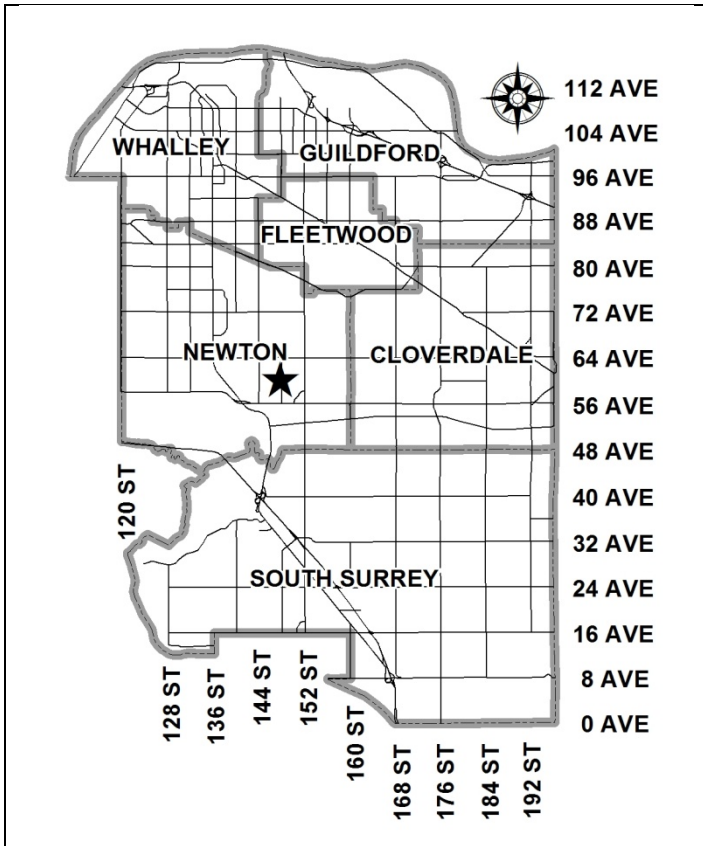 112 AVE
104 AVE
WHALLEY
GUILDFORD
96 AVE
88 AVE
FLEETWOOD
80 AVE
72 AVE
NEWTON
CLOVERDALE
64 AVE
56 AVE
48 AVE
120 ST
40 AVE
32 AVE
SOUTH SURREY
24 AVE
16 AVE
8 AVE
0 AVE
128 ST
136 ST
144 ST
152 ST
160 ST
168 ST
176 ST
184 ST
192 ST